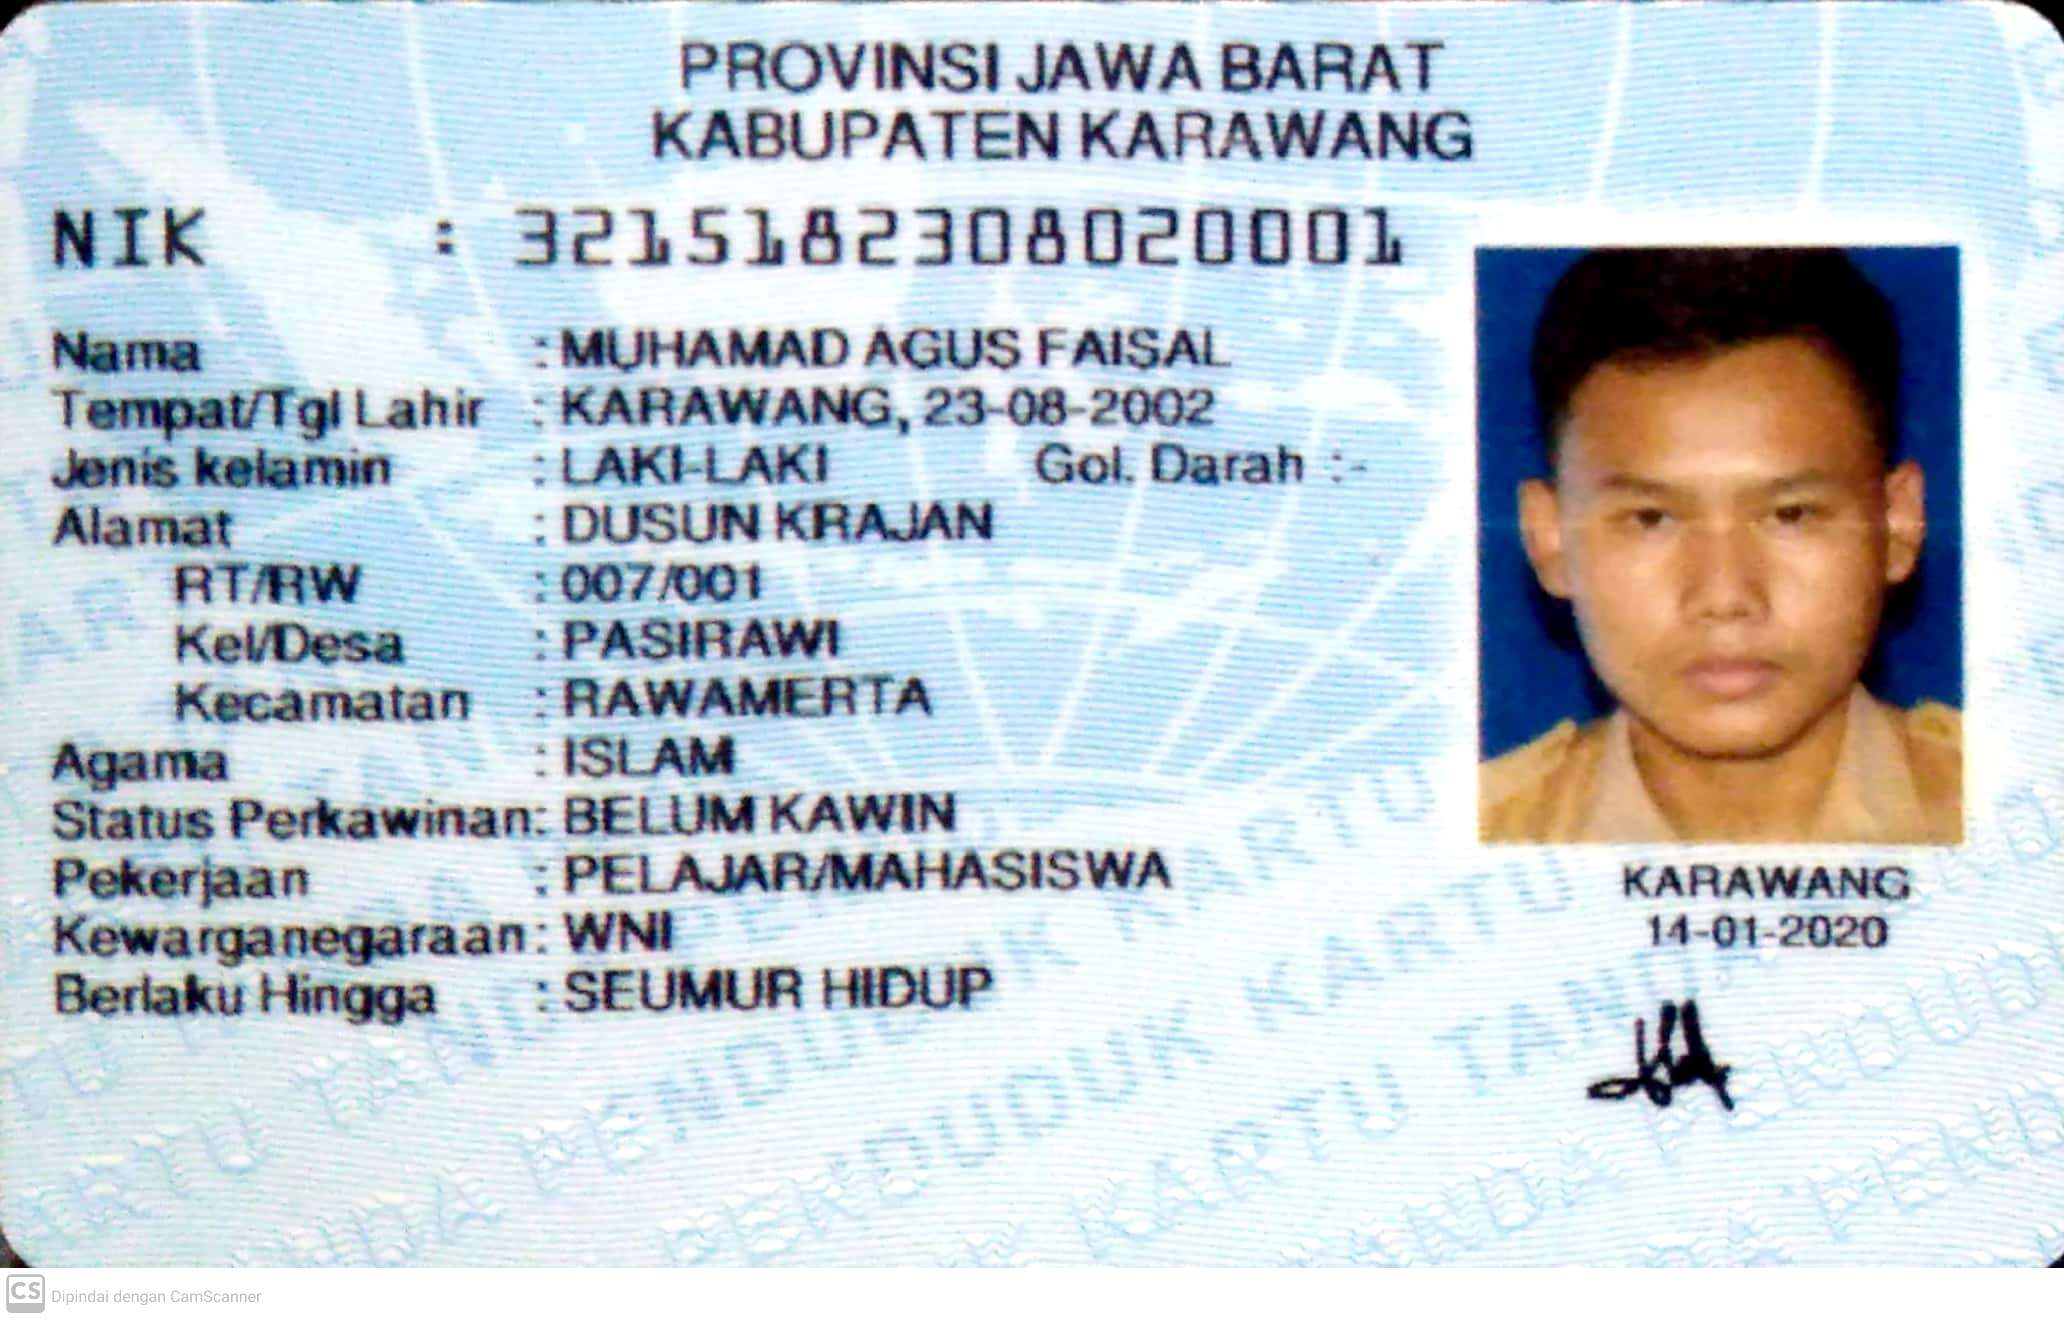 PROVINSI JAWA BARAT
KABUPATEN KARAWANG
NIK : 3215182308020001
Nama : MUHAMAD AGUS FAISAL
Tempat/Tgl Lahir : KARAWANG, 23-08-2002
Jenis kelamin : LAKI-LAKI Gol. Darah :-
Alamat : DUSUN KRAJAN
RT/RW : 007/001
Kel/Desa : PASIRAWI
Kecamatan : RAWAMERTA
Agama : ISLAM
Status Perkawinan: BELUM KAWIN
Pekerjaan : PELAJAR/MAHASISWA
Kewarganegaraan: WNI
Berlaku Hingga : SEUMUR HIDUP
KARAWANG
14-01-2020
CS Dipindai dengan CamScanner